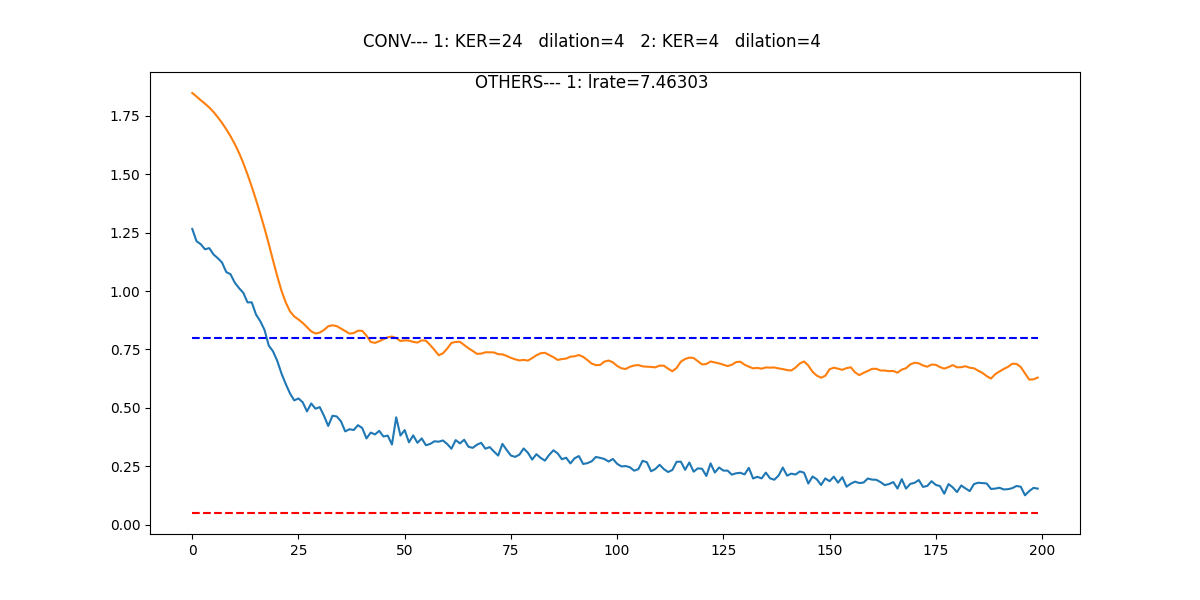 CONV--- 1: KER=24   dilation=4   2: KER=4   dilation=4
OTHERS--- 1: lrate=7.46303
1.75
1.50
1.25
1.00
0.75
0.50
0.25
0.00
0 25 50 75 100 125 150 175 200